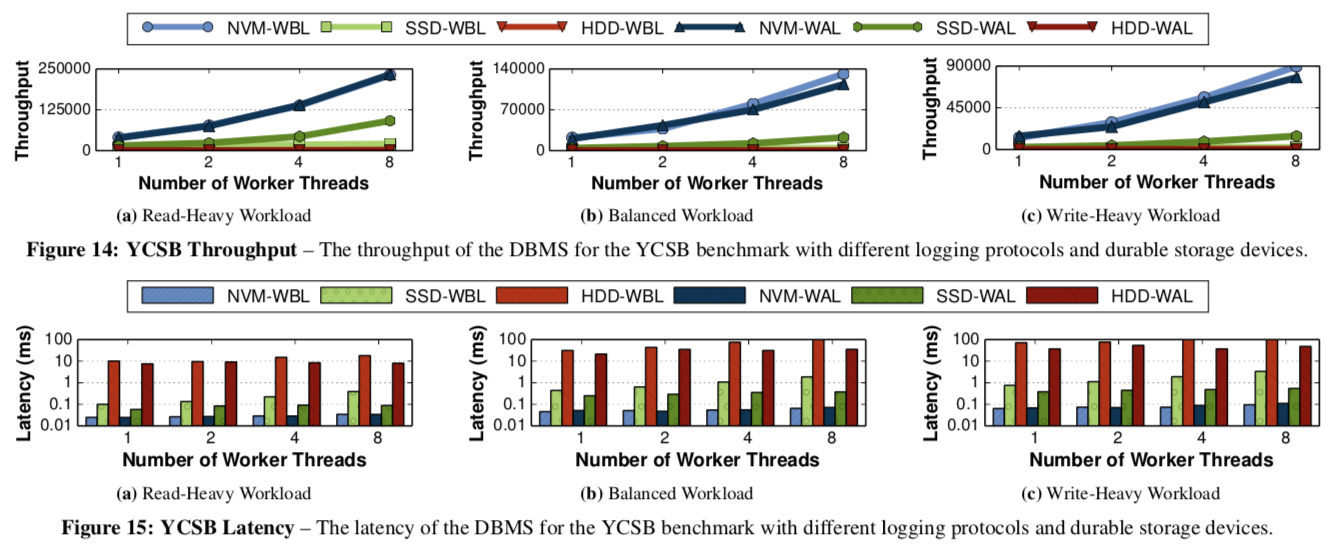 NVM-WBL SSD-WBL HDD-WBL NVM-WAL SSD-WAL HDD-WAL
Throughput
250000
125000
0
1 2 4 8
Number of Worker Threads
(a) Read-Heavy Workload
Throughput
140000
70000
0
1 2 4 8
Number of Worker Threads
(b) Balanced Workload
Throughput
90000
45000
0
1 2 4 8
Number of Worker Threads
(c) Write-Heavy Workload
Figure 14: YCSB Throughput – The throughput of the DBMS for the YCSB benchmark with different logging protocols and durable storage devices.
NVM-WBL SSD-WBL HDD-WBL NVM-WAL SSD-WAL HDD-WAL
Latency (ms)
100
10
1
0.1
0.01
1 2 4 8
Number of Worker Threads
(a) Read-Heavy Workload
Latency (ms)
100
10
1
0.1
0.01
1 2 4 8
Number of Worker Threads
(b) Balanced Workload
Latency (ms)
100
10
1
0.1
0.01
1 2 4 8
Number of Worker Threads
(c) Write-Heavy Workload
Figure 15: YCSB Latency – The latency of the DBMS for the YCSB benchmark with different logging protocols and durable storage devices.